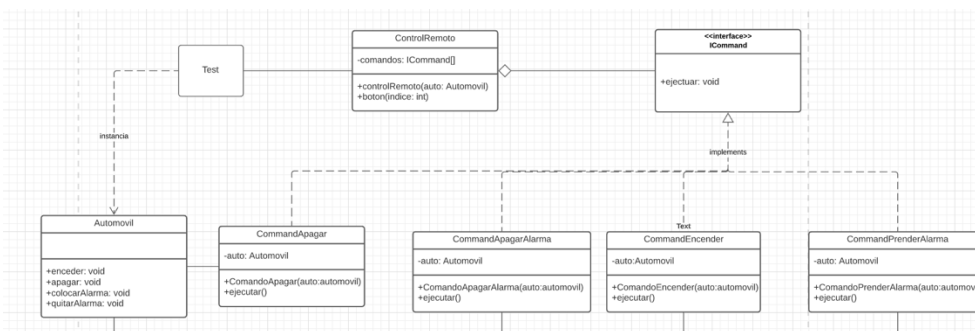 ControlRemoto
-comandos: ICommand[]
+controlRemoto(auto: Automovil)
+boton(indice: int)
<<interface>>
ICommand
+ejectuar: void
Test
instancia
implements
Automovil
+enceder: void
+apagar: void
+colocarAlarma: void
+quitarAlarma: void
CommandApagar
-auto: Automovil
+ComandoApagar(auto:automovil)
+ejecutar()
CommandApagarAlarma
-auto: Automovil
+ComandoApagarAlarma(auto:automovil)
+ejecutar()
Text
CommandEncender
-auto:Automovil
+ComandoEncender(auto:automovil)
+ejecutar()
CommandPrenderAlarma
-auto: Automovil
+ComandoPrenderAlarma(auto:automov
+ejecutar()